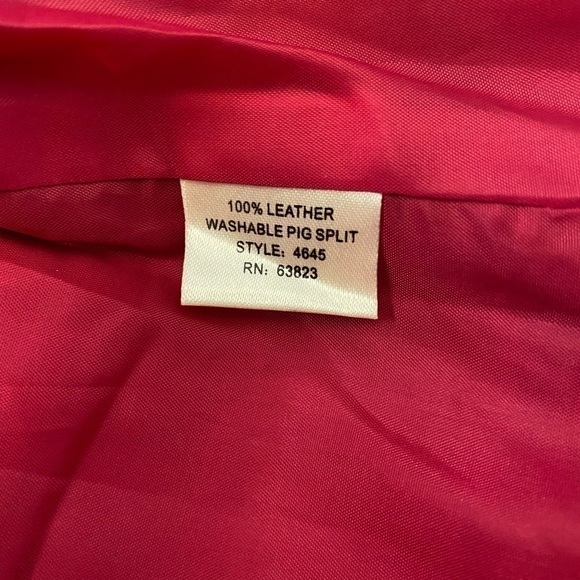 100% LEATHER
WASHABLE PIG SPLIT
STYLE: 4645
RN: 63823